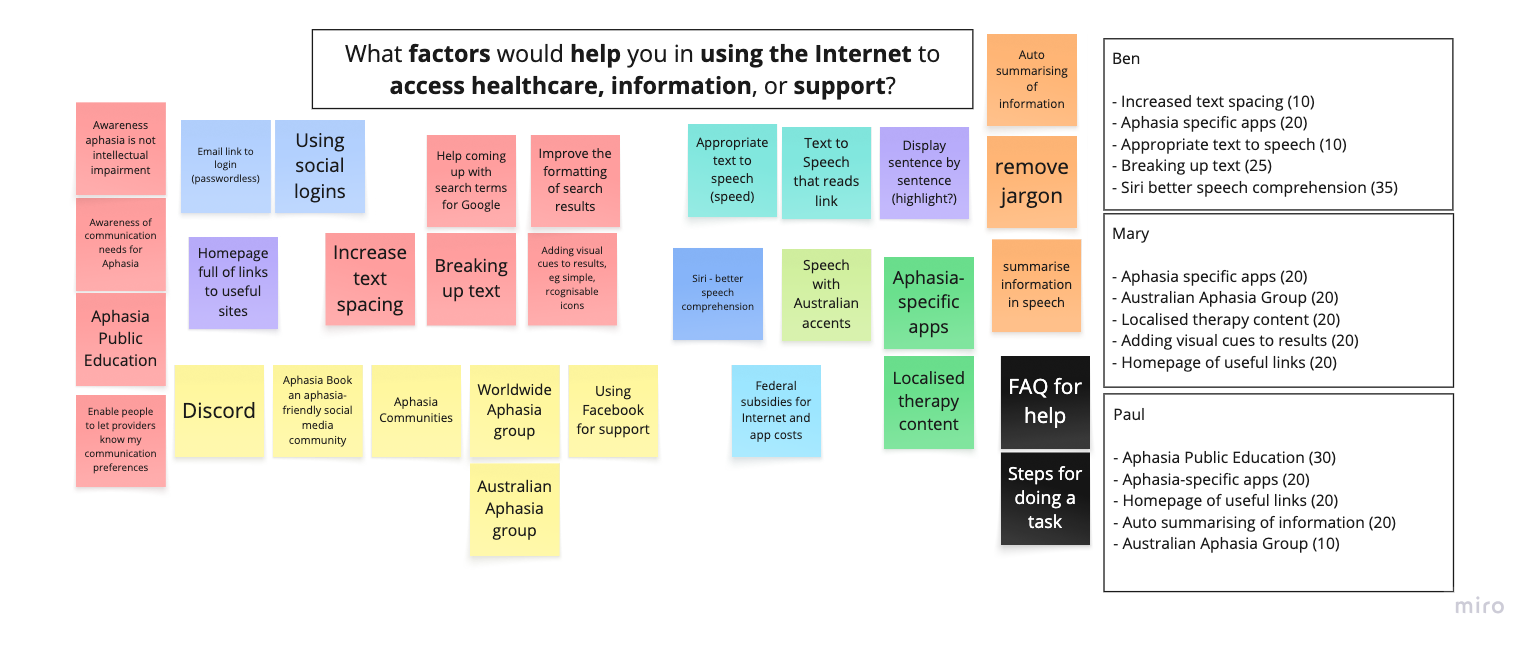 What factors would help you in using the Internet to
access healthcare, information, or support?
Awareness
aphasia is not
intellectual
impairment
Awareness of
communication
needs for
Aphasia
Aphasia
Public
Education
Enable people
to let providers
know my
communication
preferences
Email link to
login
(passwordless)
Using
social
logins
Homepage
full of links
to useful
sites
Help coming
up with
search terms
for Google
Improve the
formatting
of search
results
Increase
text
spacing
Breaking
up text
Adding visual
cues to results,
eg simple,
rcognisable
icons
Discord
Aphasia Book
an aphasia-
friendly social
media
community
Aphasia
Communities
Worldwide
Aphasia
group
Using
Facebook
for support
Australian
Aphasia
group
Appropriate
text to
speech
(speed)
Text to
Speech
that reads
link
Display
sentence by
sentence
(highlight?)
Siri - better
speech
comprehension
Speech
with
Australian
accents
Aphasia-
specific
apps
Federal
subsidies for
Internet and
app costs
Localised
therapy
content
Auto
summarising
of
information
remove
jargon
summarise
information
in speech
FAQ for
help
Steps for
doing a
task
Ben
- Increased text spacing (10)
- Aphasia specific apps (20)
- Appropriate text to speech (10)
- Breaking up text (25)
- Siri better speech comprehension (35)
Mary
- Aphasia specific apps (20)
- Australian Aphasia Group (20)
- Localised therapy content (20)
- Adding visual cues to results (20)
- Homepage of useful links (20)
Paul
- Aphasia Public Education (30)
- Aphasia-specific apps (20)
- Homepage of useful links (20)
- Auto summarising of information (20)
- Australian Aphasia Group (10)
miro